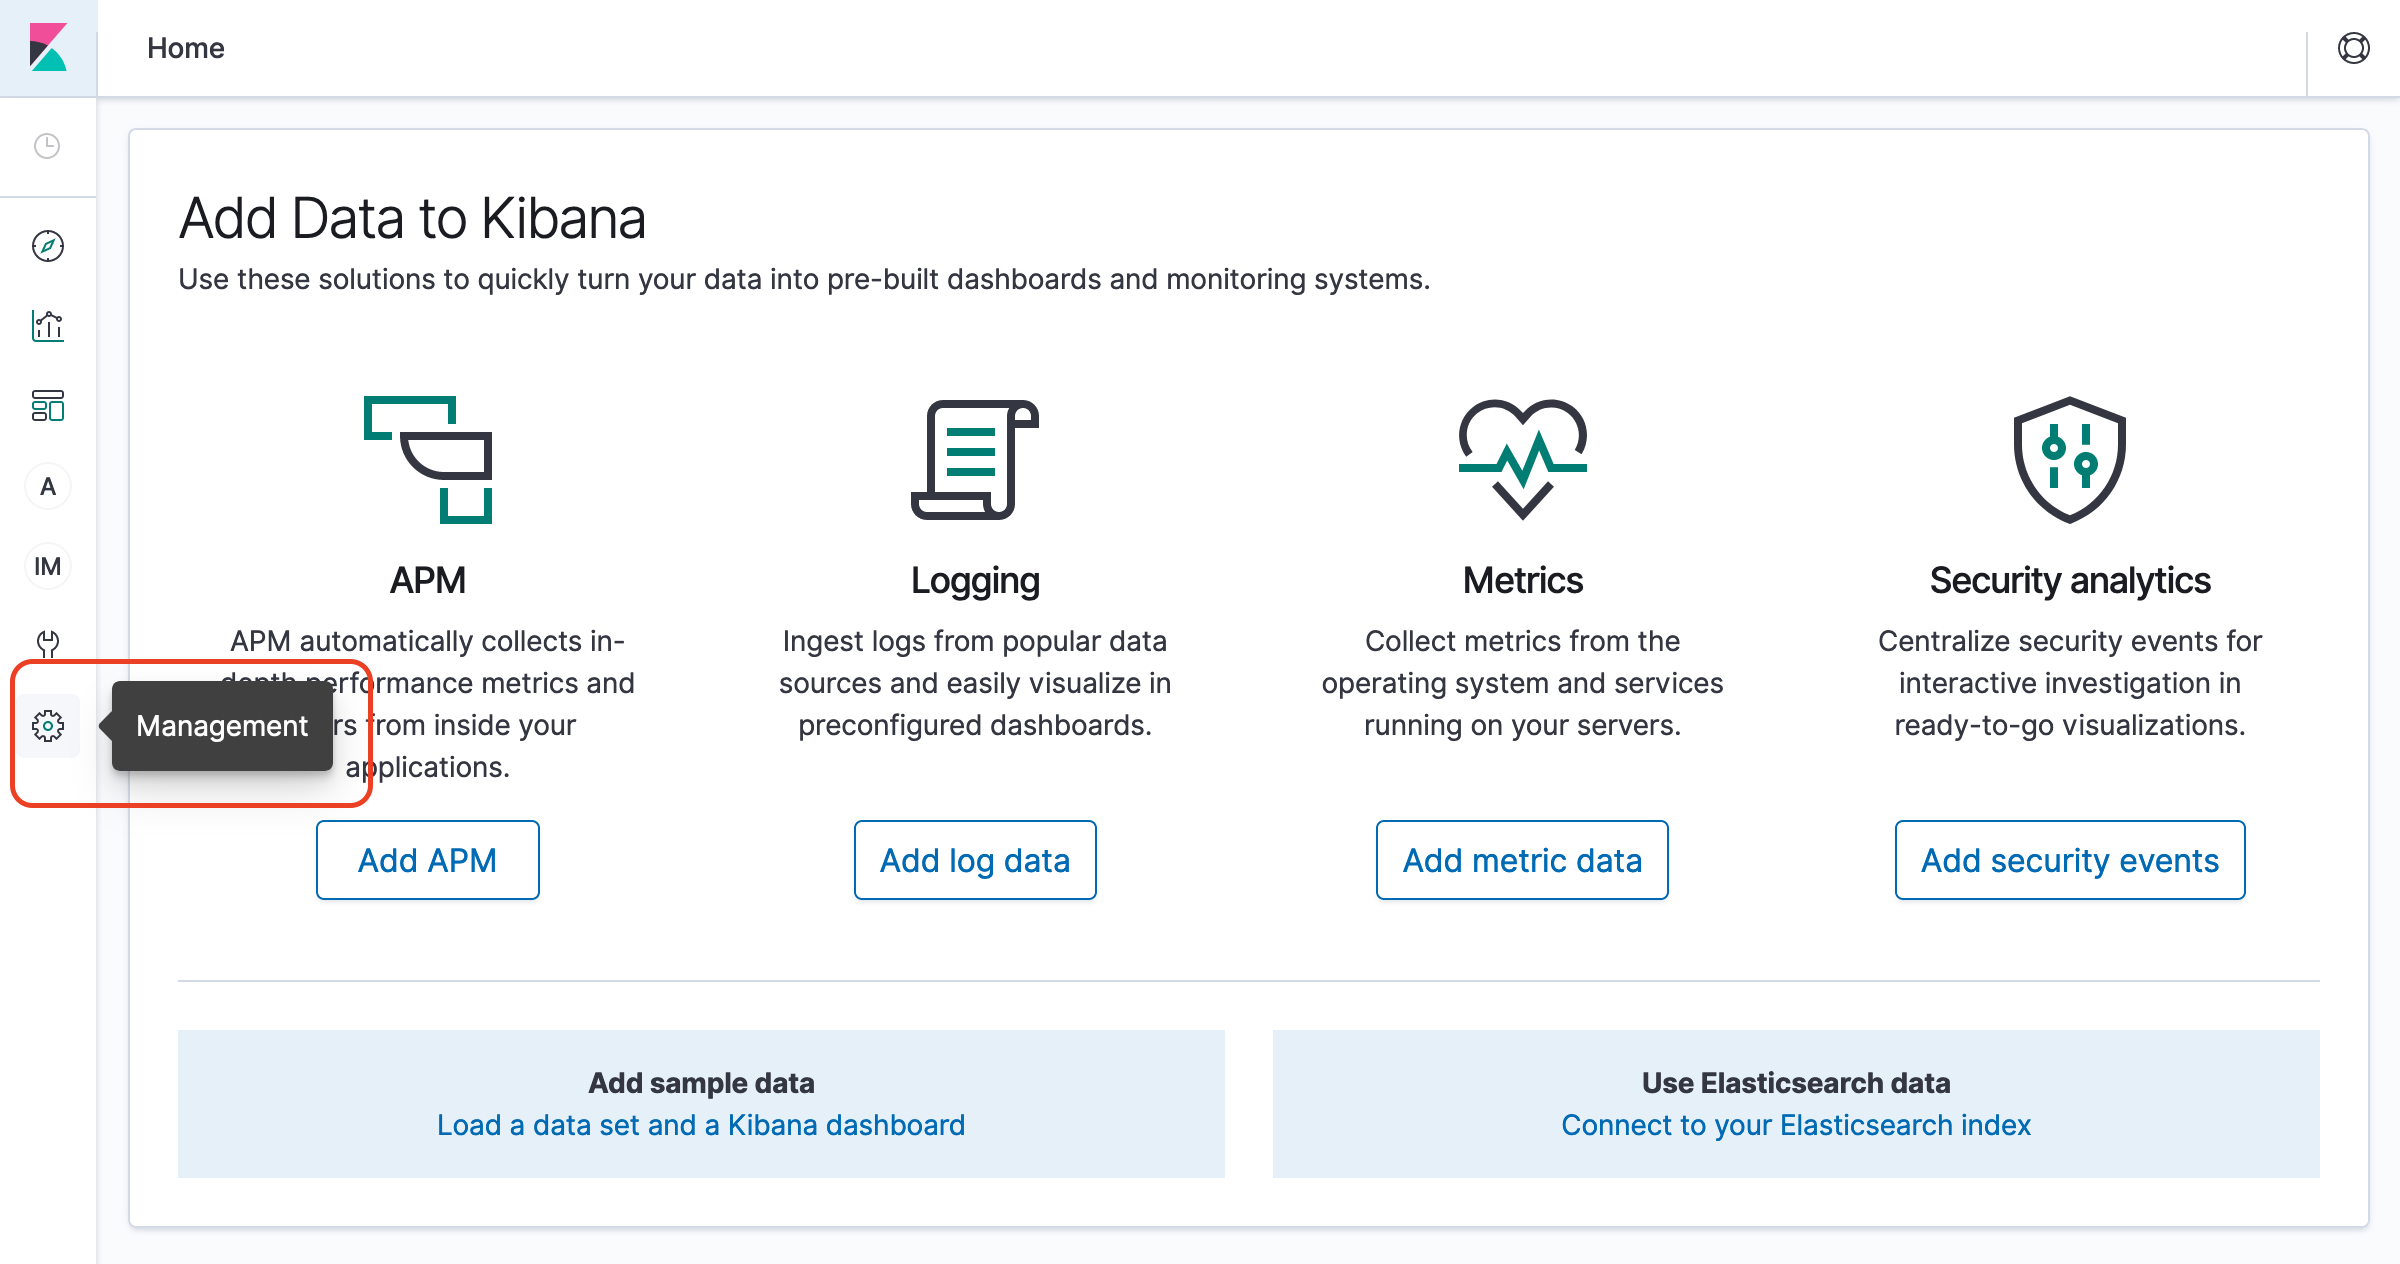 Home
Add Data to Kibana
Use these solutions to quickly turn your data into pre-built dashboards and monitoring systems.
A
IM
Management
APM
APM automatically collects in-
depth performance metrics and
rs from inside your
applications.
Add APM
Logging
Ingest logs from popular data
sources and easily visualize in
preconfigured dashboards.
Add log data
Metrics
Collect metrics from the
operating system and services
running on your servers.
Add metric data
Security analytics
Centralize security events for
interactive investigation in
ready-to-go visualizations.
Add security events
Add sample data
Load a data set and a Kibana dashboard
Use Elasticsearch data
Connect to your Elasticsearch index